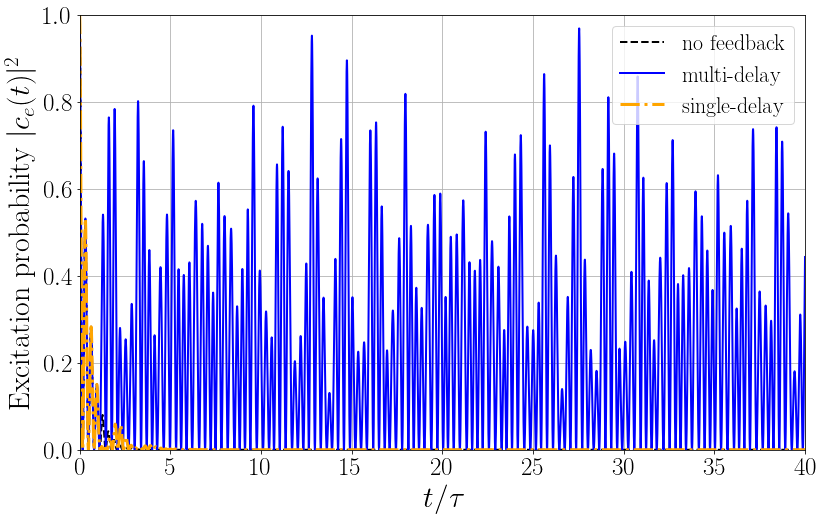 1.0
0.8
0.6
0.4
0.2
0.0
Excitation probability |c_e(t)|^2
no feedback
multi-delay
single-delay
0 5 10 15 20 25 30 35 40
t/τ